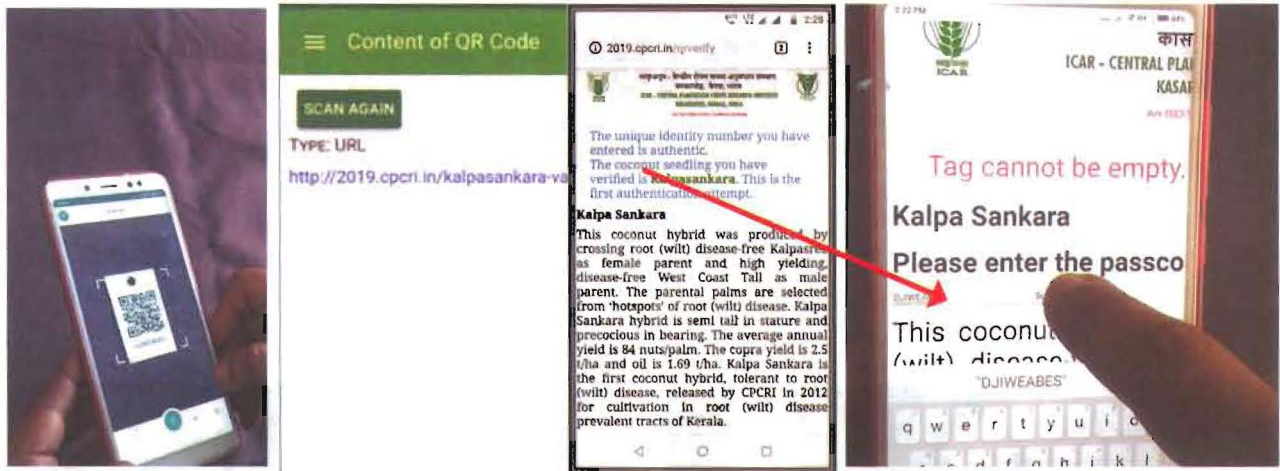 Content of QR Code
SCAN AGAIN
TYPE: URL
http://2019.cpcri.in/kalpasankara-va
2:28
2019.cpcri.in/qrverify
2
The unique identity number you have
entered is authentic.
The coconut seedling you have
verified is Kalpasankara. This is the
first authentication attempt.
Kalpa Sankara
This coconut hybrid was produced by
crossing root (wilt) disease-free Kalpasree
as female parent and high yielding,
disease-free West Coast Tall as male
parent. The parental palms are selected
from 'hotspots' of root (wilt) disease. Kalpa
Sankara hybrid is semi tall in stature and
precocious in bearing. The average annual
yield is 84 nuts/palm. The copra yield is 2.5
t/ha and oil is 1.69 t/ha. Kalpa Sankara is
the first coconut hybrid, tolerant to root
(wilt) disease, released by CPCRI in 2012
for cultivation in root (wilt) disease
prevalent tracts of Kerala.
ICAR
कास
ICAR - CENTRAL PLA
KASAR
Tag cannot be empty.
Kalpa Sankara
Please enter the passco
This coconu
(wilt) disease
"DJIWEABES"
q w e r t y u i o